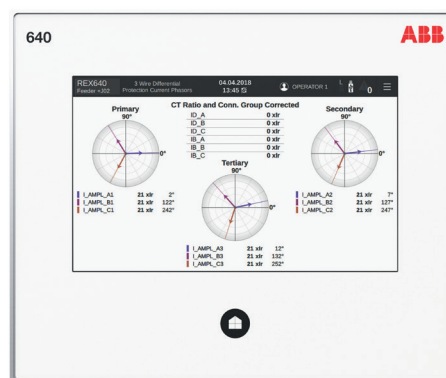 640
ABB
REX640
Feeder +J02
3 Wire Differential
Protection Current Phasors
04.04.2018
13:45
OPERATOR 1
L
0
CT Ratio and Conn. Group Corrected
Primary
90°
0°
ID_A 0 xIr
ID_B 0 xIr
ID_C 0 xIr
IB_A 0 xIr
IB_B 0 xIr
IB_C 0 xIr
Secondary
90°
0°
Tertiary
90°
0°
I_AMPL_A1 21 xIr 2°
I_AMPL_B1 21 xIr 122°
I_AMPL_C1 21 xIr 242°
I_AMPL_A2 21 xIr 7°
I_AMPL_B2 21 xIr 127°
I_AMPL_C2 21 xIr 247°
I_AMPL_A3 21 xIr 12°
I_AMPL_B3 21 xIr 132°
I_AMPL_C3 21 xIr 252°